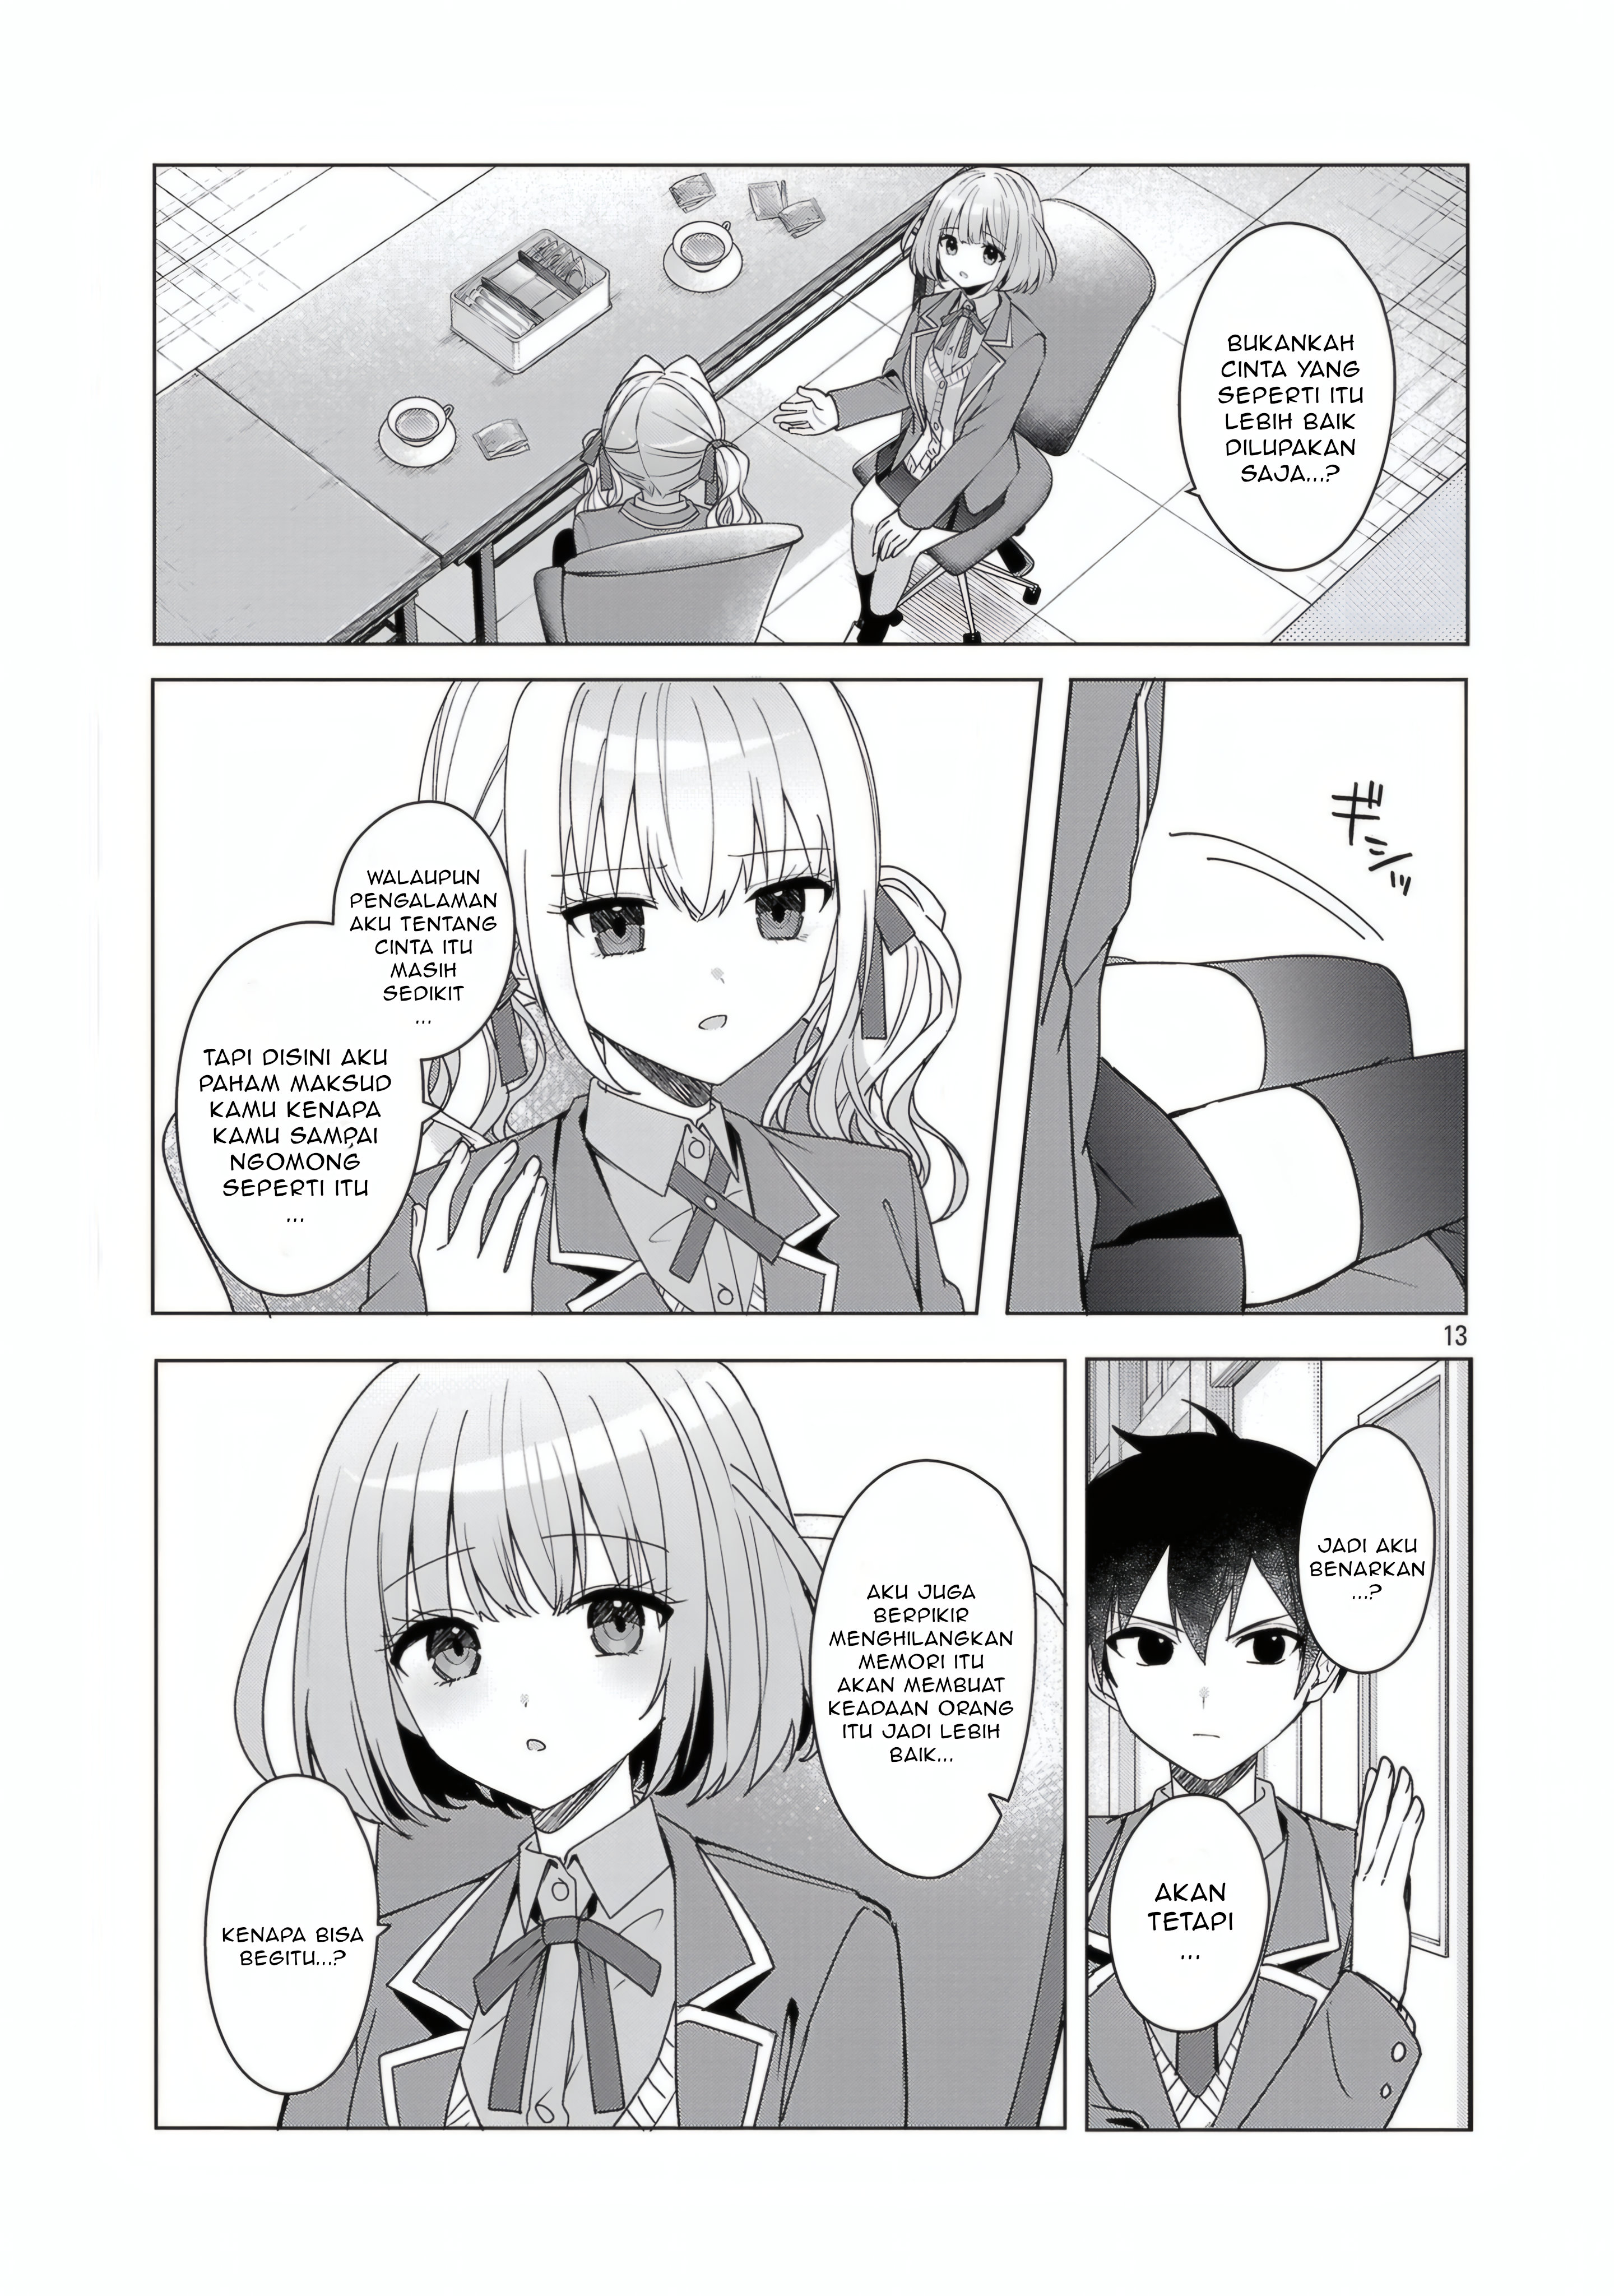 BUKANKAH
CINTA YANG
SEPERTI ITU
LEBIH BAIK
DILUPAKAN
SAJA...?
ギシッ
WALAUPUN
PENGALAMAN
AKU TENTANG
CINTA ITU
MASIH
SEDIKIT
...
TAPI DISINI AKU
PAHAM MAKSUD
KAMU KENAPA
KAMU SAMPAI
NGOMONG
SEPERTI ITU
...
13
JADI AKU
BENARKAN
...?
AKAN
TETAPI
...
AKU JUGA
BERPIKIR
MENGHILANGKAN
MEMORI ITU
AKAN MEMBUAT
KEADAAN ORANG
ITU JADI LEBIH
BAIK...
KENAPA BISA
BEGITU...?